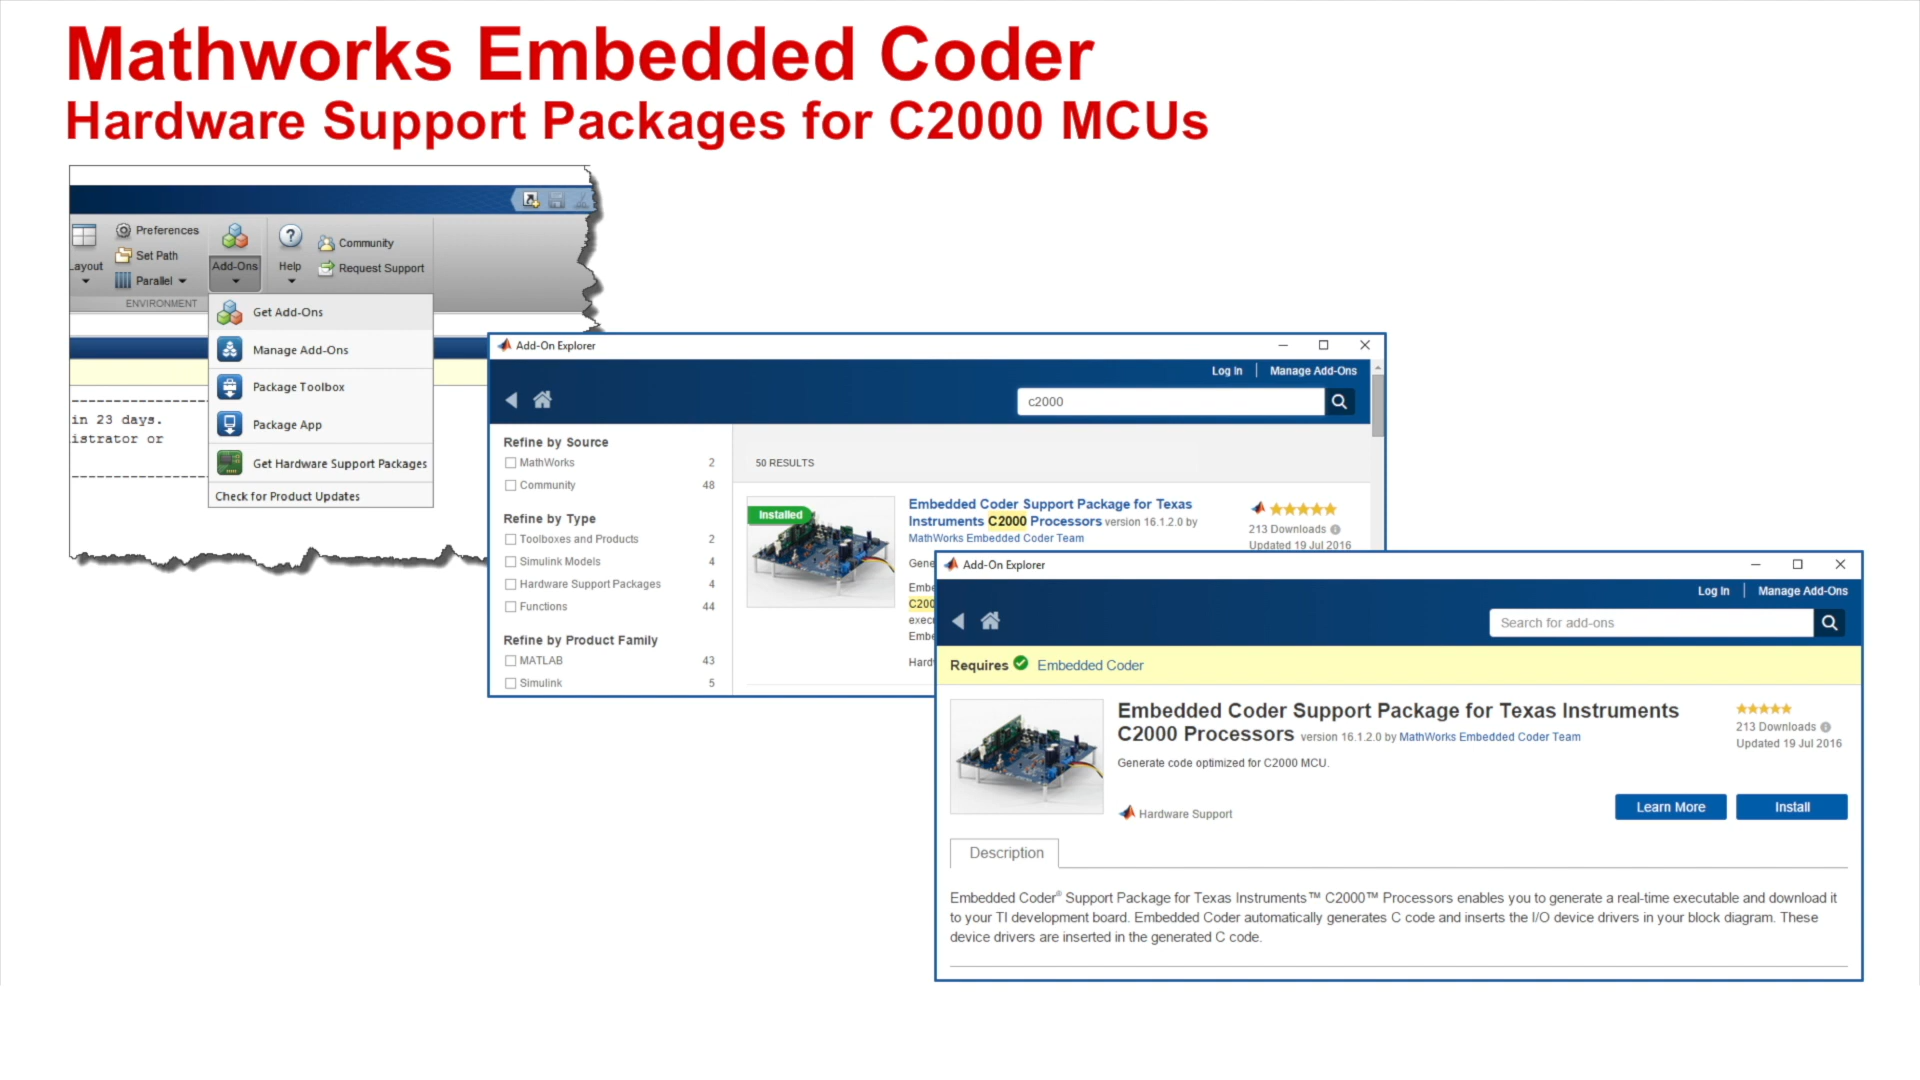 Mathworks Embedded Coder
Hardware Support Packages for C2000 MCUs
Layout
Preferences
Set Path
Parallel
ENVIRONMENT
Add-Ons
Help
Community
Request Support
Get Add-Ons
Manage Add-Ons
Package Toolbox
Package App
Get Hardware Support Packages
Check for Product Updates
in 23 days.
istrator or
Add-On Explorer
Log In
Manage Add-Ons
c2000
Refine by Source
MathWorks 2
Community 48
Refine by Type
Toolboxes and Products 2
Simulink Models 4
Hardware Support Packages 4
Functions 44
Refine by Product Family
MATLAB 43
Simulink 5
50 RESULTS
Installed
Embedded Coder Support Package for Texas
Instruments C2000 Processors version 16.1.2.0 by
MathWorks Embedded Coder Team
213 Downloads
Updated 19 Jul 2016
Gene
Embe
C200
exec
Embe
Hard
Add-On Explorer
Log In
Manage Add-Ons
Search for add-ons
Requires Embedded Coder
Embedded Coder Support Package for Texas Instruments
C2000 Processors version 16.1.2.0 by MathWorks Embedded Coder Team
213 Downloads
Updated 19 Jul 2016
Generate code optimized for C2000 MCU.
Hardware Support
Learn More
Install
Description
Embedded Coder® Support Package for Texas Instruments™ C2000™ Processors enables you to generate a real-time executable and download it
to your TI development board. Embedded Coder automatically generates C code and inserts the I/O device drivers in your block diagram. These
device drivers are inserted in the generated C code.